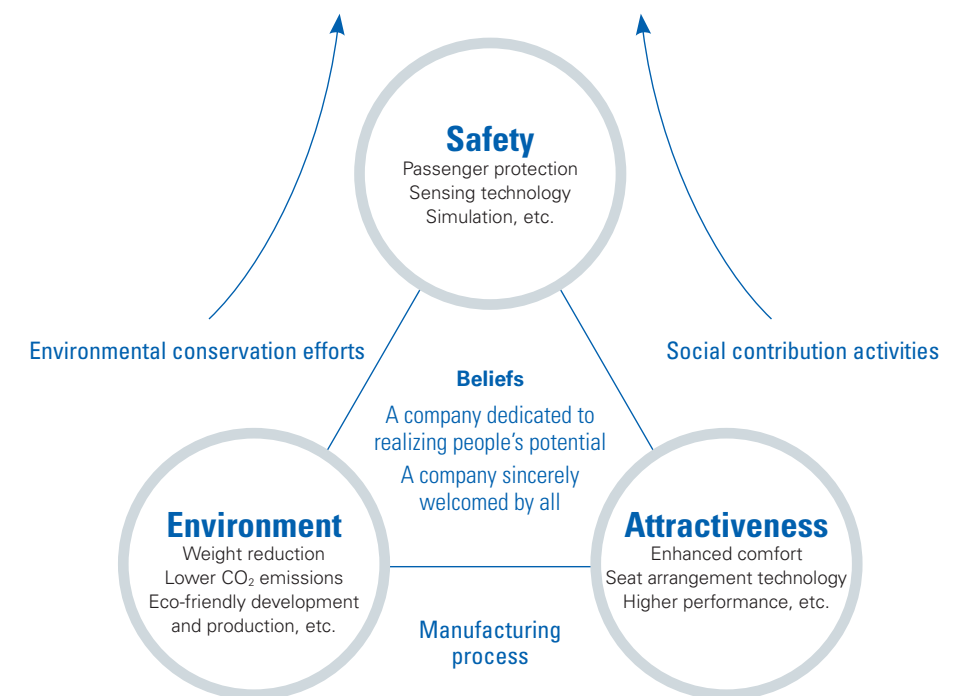 Safety
Passenger protection
Sensing technology
Simulation, etc.
Environmental conservation efforts
Social contribution activities
Beliefs
A company dedicated to
realizing people's potential
A company sincerely
welcomed by all
Environment
Weight reduction
Lower CO₂ emissions
Eco-friendly development
and production, etc.
Attractiveness
Enhanced comfort
Seat arrangement technology
Higher performance, etc.
Manufacturing
process